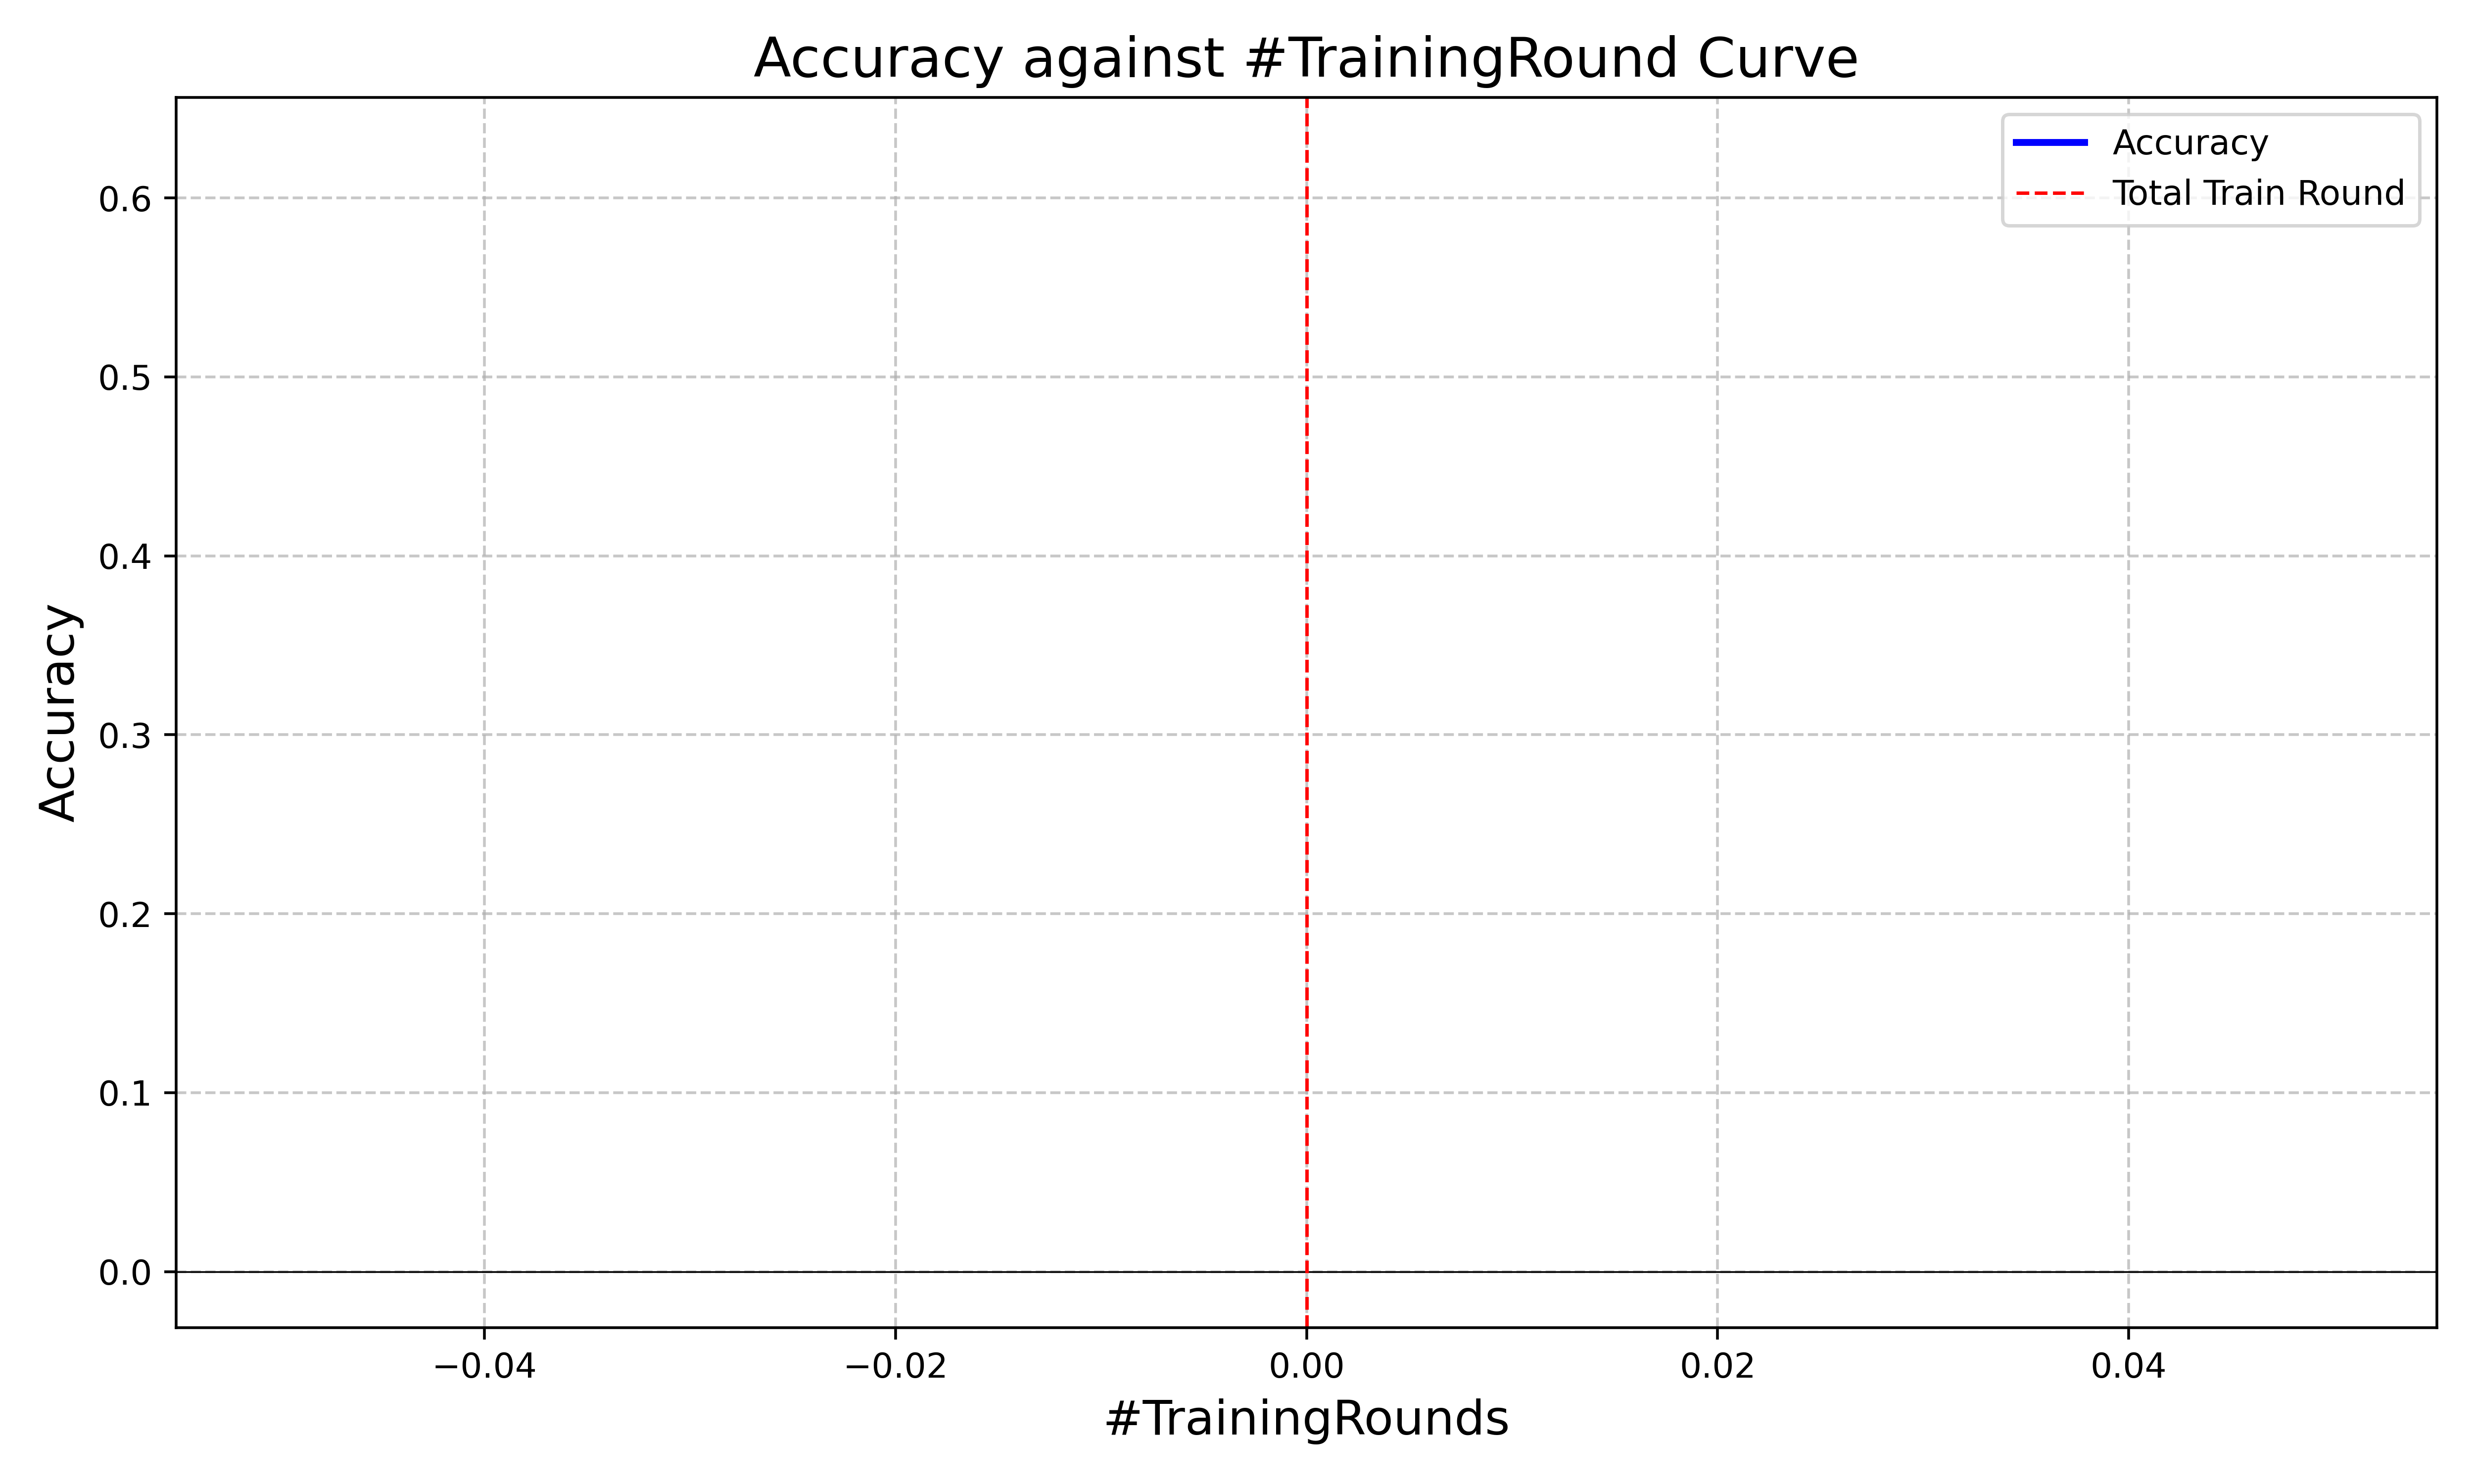 Accuracy against #TrainingRound Curve
Accuracy
Total Train Round
0.6
0.5
0.4
0.3
0.2
0.1
0.0
Accuracy
−0.04
−0.02
0.00
0.02
0.04
#TrainingRounds